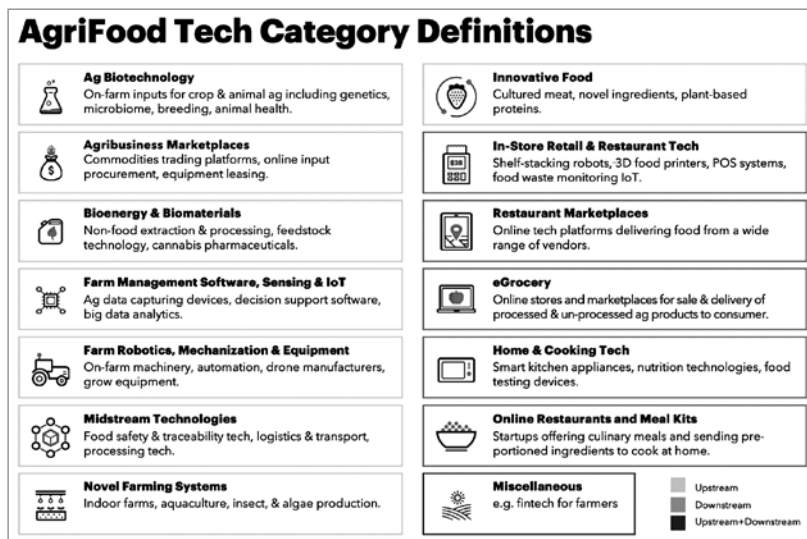 AgriFood Tech Category Definitions
Ag Biotechnology
On-farm inputs for crop & animal ag including genetics,
microbiome, breeding, animal health.
Agribusiness Marketplaces
Commodities trading platforms, online input
procurement, equipment leasing.
Bioenergy & Biomaterials
Non-food extraction & processing, feedstock
technology, cannabis pharmaceuticals.
Farm Management Software, Sensing & IoT
Ag data capturing devices, decision support software,
big data analytics.
Farm Robotics, Mechanization & Equipment
On-farm machinery, automation, drone manufacturers,
grow equipment.
Midstream Technologies
Food safety & traceability tech, logistics & transport,
processing tech.
Novel Farming Systems
Indoor farms, aquaculture, insect, & algae production.
Innovative Food
Cultured meat, novel ingredients, plant-based
proteins.
In-Store Retail & Restaurant Tech
Shelf-stacking robots, 3D food printers, POS systems,
food waste monitoring IoT.
Restaurant Marketplaces
Online tech platforms delivering food from a wide
range of vendors.
eGrocery
Online stores and marketplaces for sale & delivery of
processed & un-processed ag products to consumer.
Home & Cooking Tech
Smart kitchen appliances, nutrition technologies, food
testing devices.
Online Restaurants and Meal Kits
Startups offering culinary meals and sending pre-
portioned ingredients to cook at home.
Miscellaneous
e.g. fintech for farmers
Upstream
Downstream
Upstream+Downstream